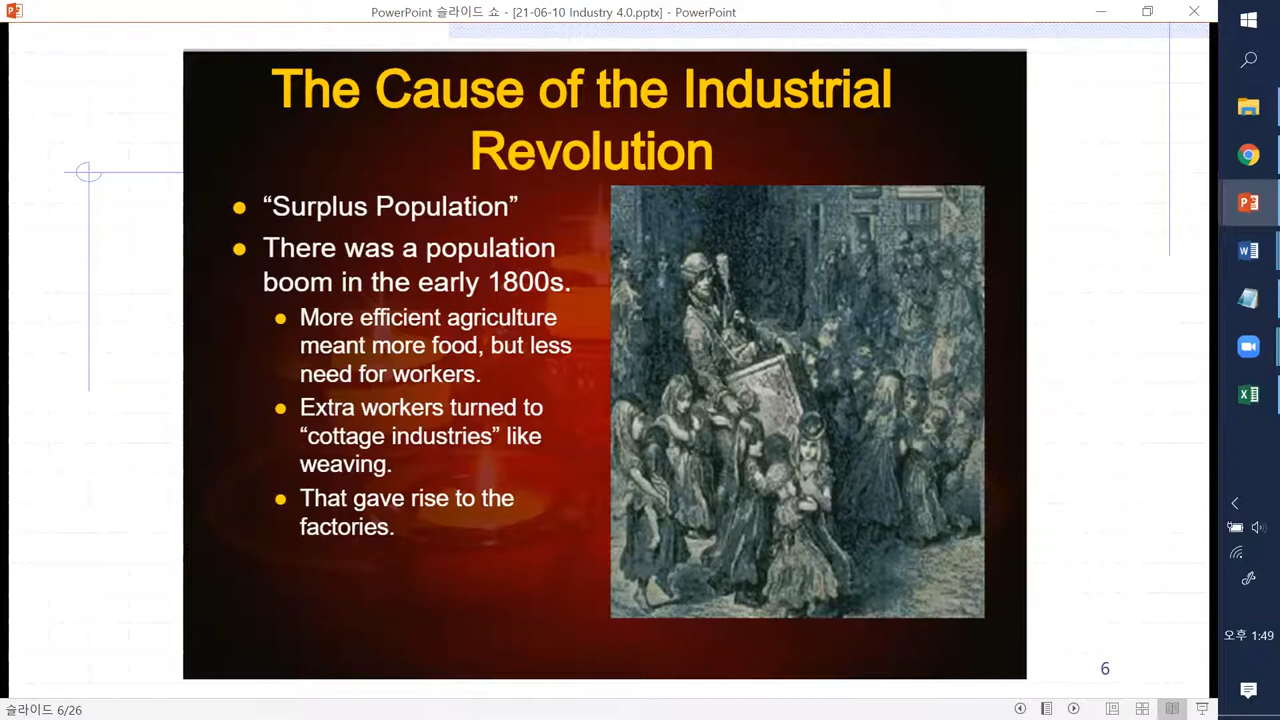 PowerPoint 슬라이드 쇼 - [21-06-10 Industry 4.0.pptx] - PowerPoint
The Cause of the Industrial
Revolution
“Surplus Population”
There was a population
boom in the early 1800s.
More efficient agriculture
meant more food, but less
need for workers.
Extra workers turned to
“cottage industries” like
weaving.
That gave rise to the
factories.
6
오후 1:49
슬라이드 6/26